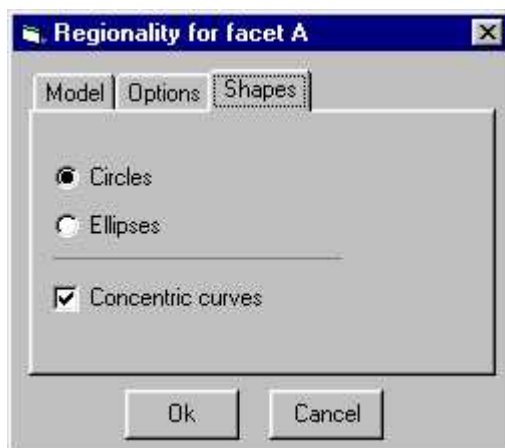 Regionality for facet A
Model Options Shapes
Circles
Ellipses
Concentric curves
Ok Cancel